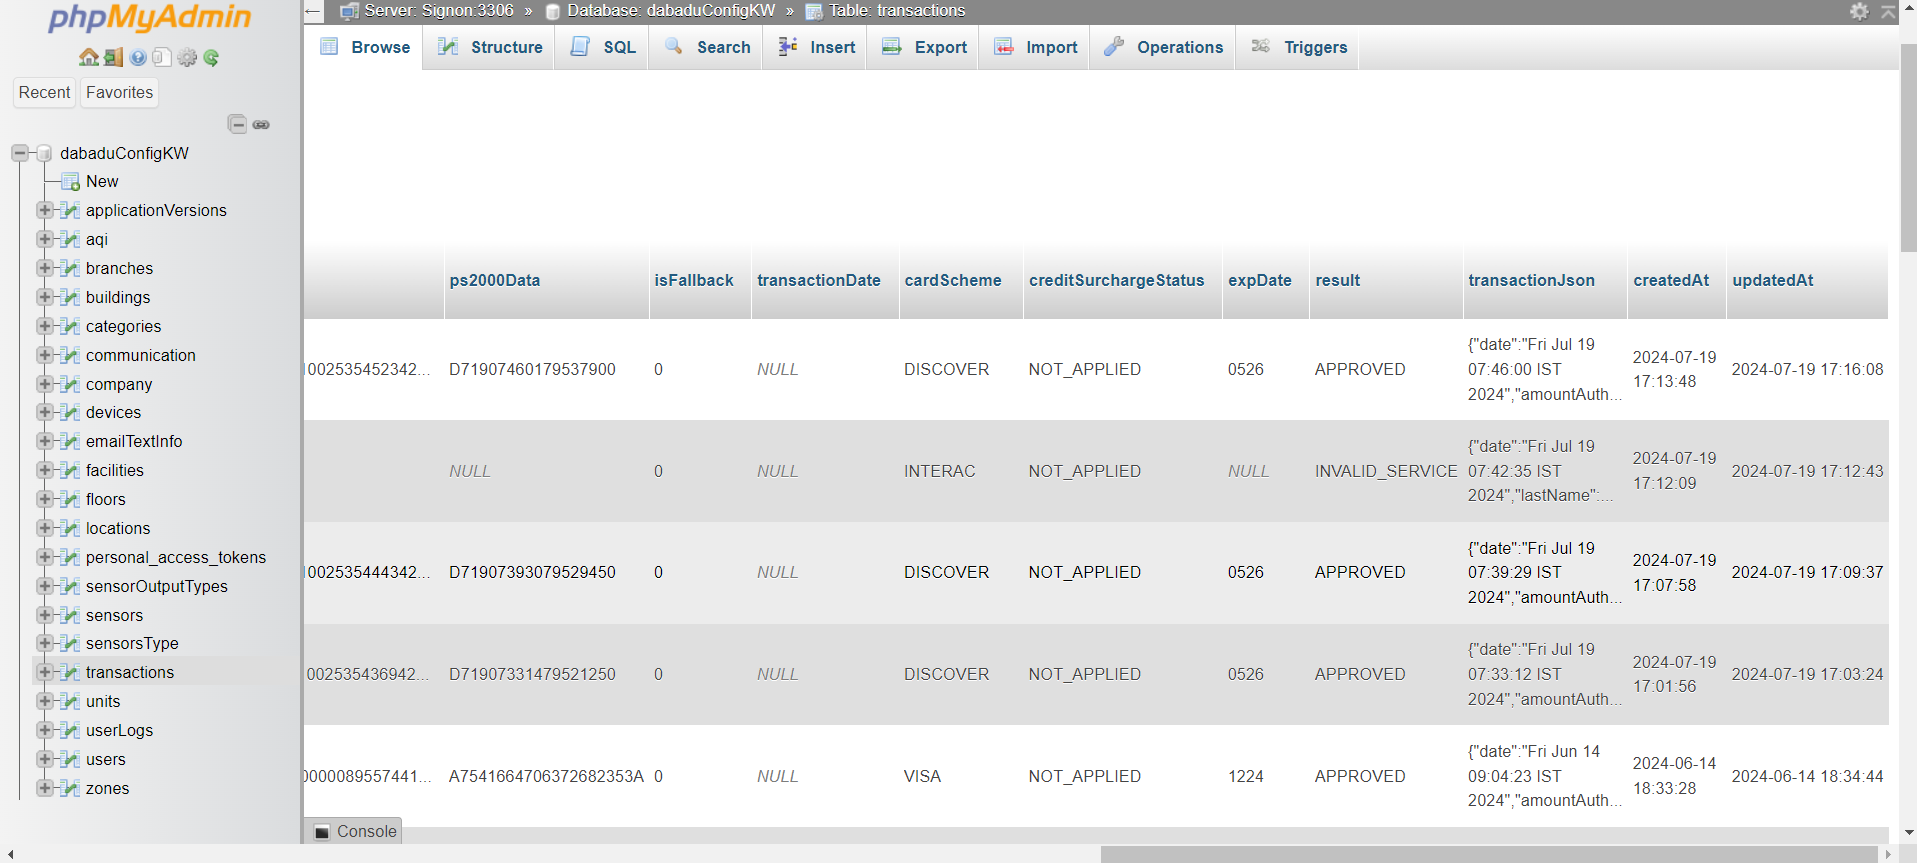 phpMyAdmin
Recent Favorites
dabaduConfigKW
New
applicationVersions
aqi
branches
buildings
categories
communication
company
devices
emailTextInfo
facilities
floors
locations
personal_access_tokens
sensorOutputTypes
sensors
sensorsType
transactions
units
userLogs
users
zones
Server: Signon:3306 » Database: dabaduConfigKW » Table: transactions
Browse Structure SQL Search Insert Export Import Operations Triggers
ps2000Data isFallback transactionDate cardScheme creditSurchargeStatus expDate result transactionJson createdAt updatedAt
{"date":"Fri Jul 19
07:46:00 IST
2024","amountAuth...
002535452342... D71907460179537900 0 NULL DISCOVER NOT_APPLIED 0526 APPROVED 2024-07-19
17:13:48 2024-07-19 17:16:08
{"date":"Fri Jul 19
07:42:35 IST
2024","lastName":...
NULL 0 NULL INTERAC NOT_APPLIED NULL INVALID_SERVICE 2024-07-19
17:12:09 2024-07-19 17:12:43
{"date":"Fri Jul 19
07:39:29 IST
2024","amountAuth...
002535444342... D71907393079529450 0 NULL DISCOVER NOT_APPLIED 0526 APPROVED 2024-07-19
17:07:58 2024-07-19 17:09:37
{"date":"Fri Jul 19
07:33:12 IST
2024","amountAuth...
002535436942... D71907331479521250 0 NULL DISCOVER NOT_APPLIED 0526 APPROVED 2024-07-19
17:01:56 2024-07-19 17:03:24
{"date":"Fri Jun 14
09:04:23 IST
2024","amountAuth...
0000089557441... A7541664706372682353A 0 NULL VISA NOT_APPLIED 1224 APPROVED 2024-06-14
18:33:28 2024-06-14 18:34:44
Console